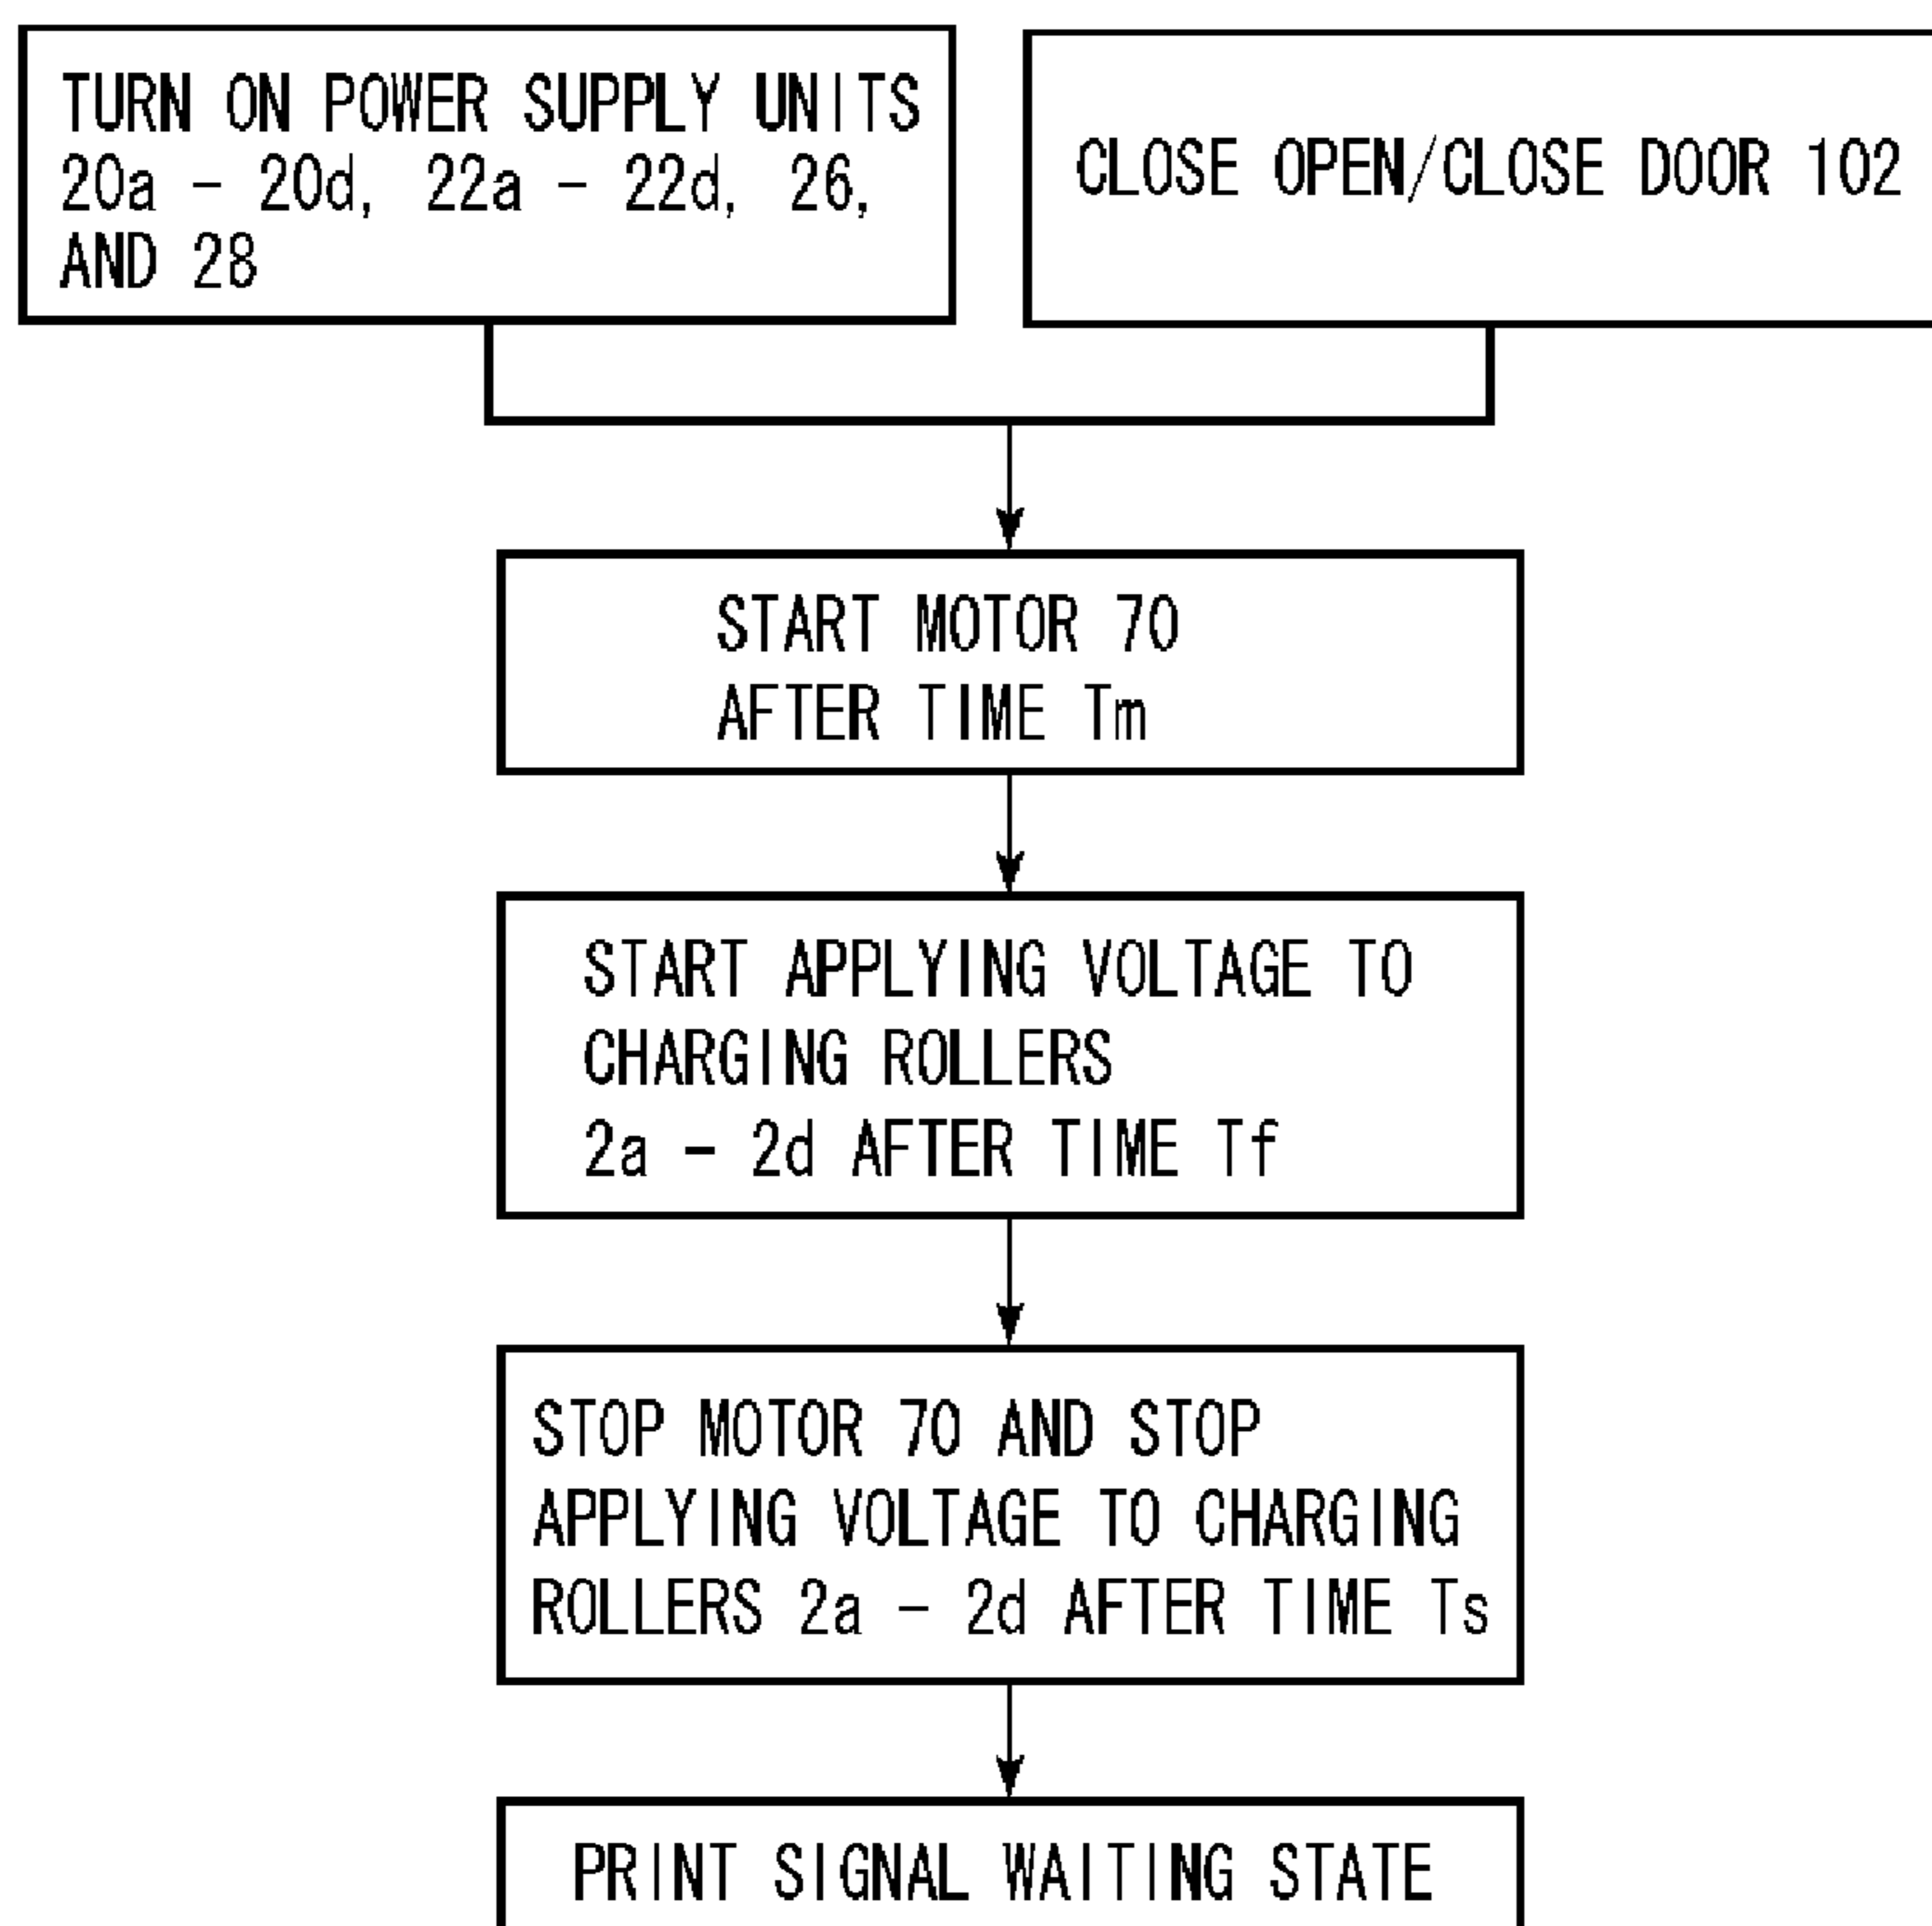 TURN ON POWER SUPPLY UNITS
20a - 20d, 22a - 22d, 26,
AND 28
CLOSE OPEN/CLOSE DOOR 102
START MOTOR 70
AFTER TIME Tm
START APPLYING VOLTAGE TO
CHARGING ROLLERS
2a - 2d AFTER TIME Tf
STOP MOTOR 70 AND STOP
APPLYING VOLTAGE TO CHARGING
ROLLERS 2a - 2d AFTER TIME Ts
PRINT SIGNAL WAITING STATE